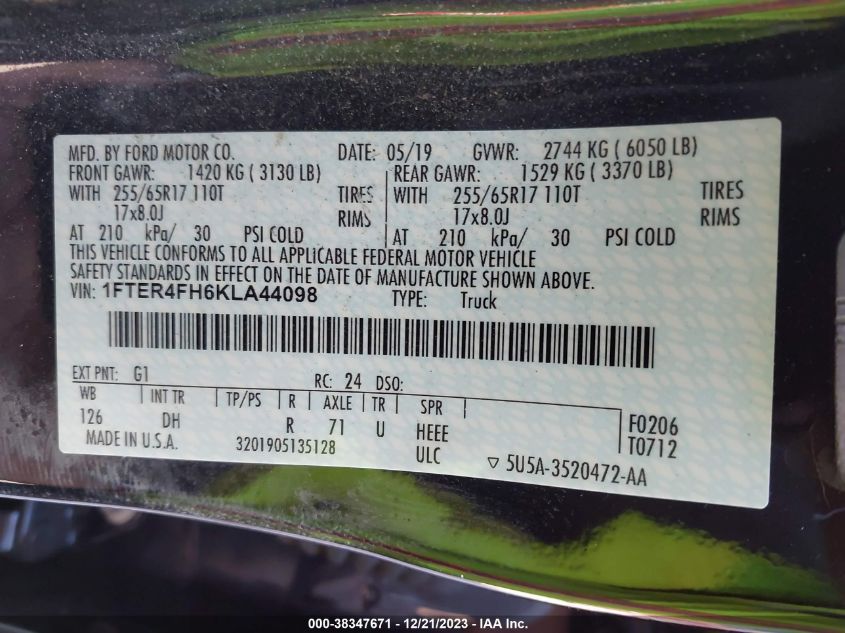 MFD. BY FORD MOTOR CO. DATE: 05/19 GVWR: 2744 KG ( 6050 LB)
FRONT GAWR: 1420 KG ( 3130 LB) REAR GAWR: 1529 KG ( 3370 LB)
WITH 255/65R17 110T TIRES WITH 255/65R17 110T TIRES
17x8.0J RIMS 17x8.0J RIMS
AT 210 kPa/ 30 PSI COLD AT 210 kPa/ 30 PSI COLD
THIS VEHICLE CONFORMS TO ALL APPLICABLE FEDERAL MOTOR VEHICLE
SAFETY STANDARDS IN EFFECT ON THE DATE OF MANUFACTURE SHOWN ABOVE.
VIN: 1FTER4FH6KLA44098 TYPE: Truck
EXT PNT: G1 RC: 24 DSO:
WB INT TR TP/PS R AXLE TR SPR
126 DH R 71 U HEEE F0206
MADE IN U.S.A. 3201905135128 ULC T0712
▽ 5U5A-3520472-AA
000-38347671 - 12/21/2023 - IAA Inc.